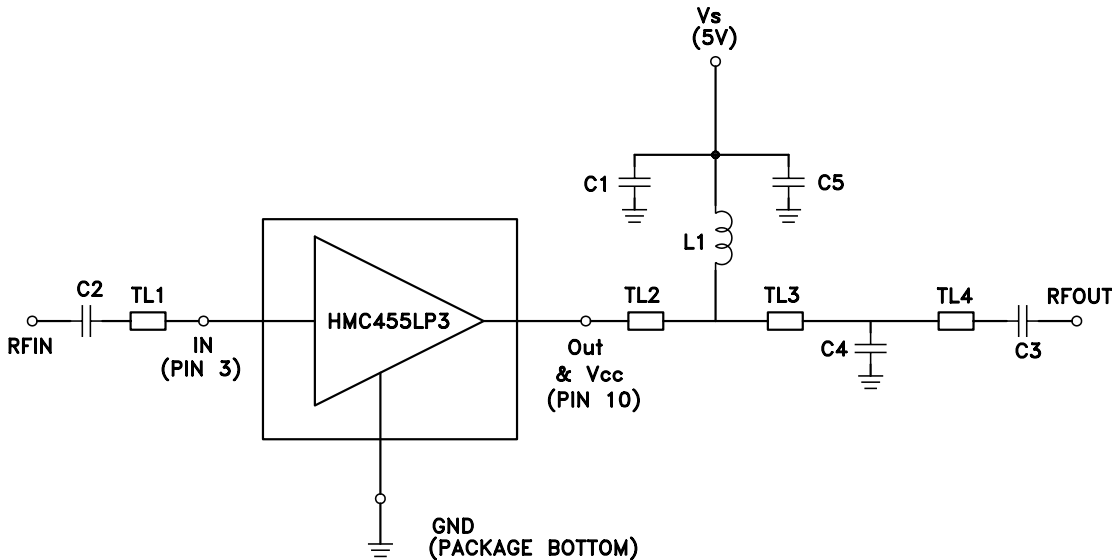 Vs
(5V)
C1
C5
L1
C2
TL1
HMC455LP3
TL2
TL3
TL4
RFOUT
RFIN
IN
(PIN 3)
Out
& Vcc
(PIN 10)
C4
C3
GND
(PACKAGE BOTTOM)